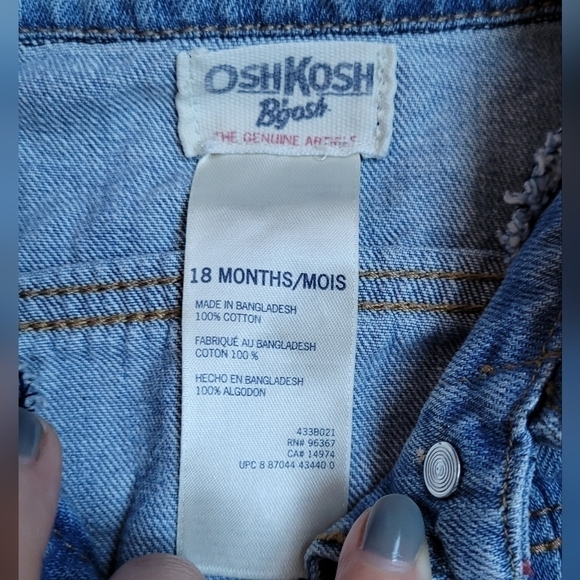 OSHKOSH
B'gosh
THE GENUINE ARTICLE
18 MONTHS/MOIS
MADE IN BANGLADESH
100% COTTON
FABRIQUÉ AU BANGLADESH
COTON 100 %
HECHO EN BANGLADESH
100% ALGODON
433B021
RN# 96367
CA# 14974
UPC 8 87044 43440 0